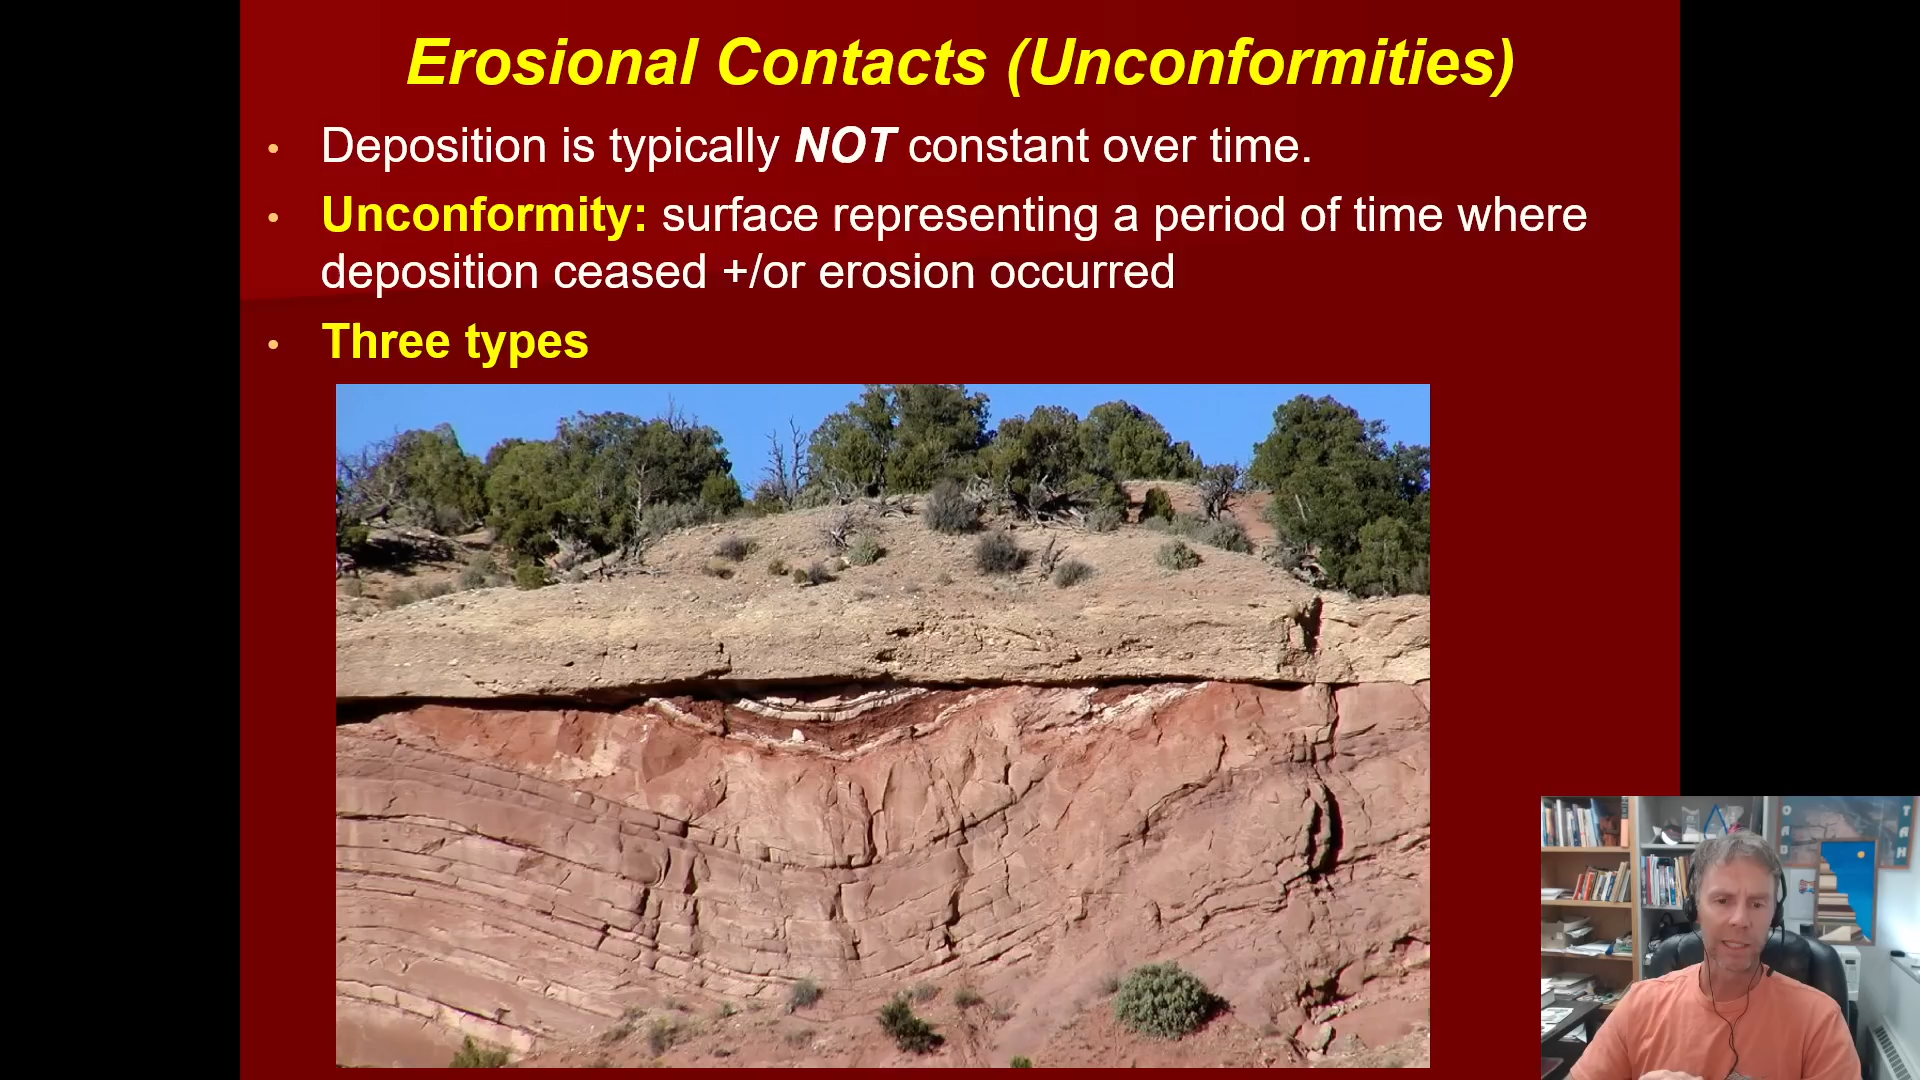 Erosional Contacts (Unconformities)
• Deposition is typically NOT constant over time.
• Unconformity: surface representing a period of time where
deposition ceased +/or erosion occurred
• Three types